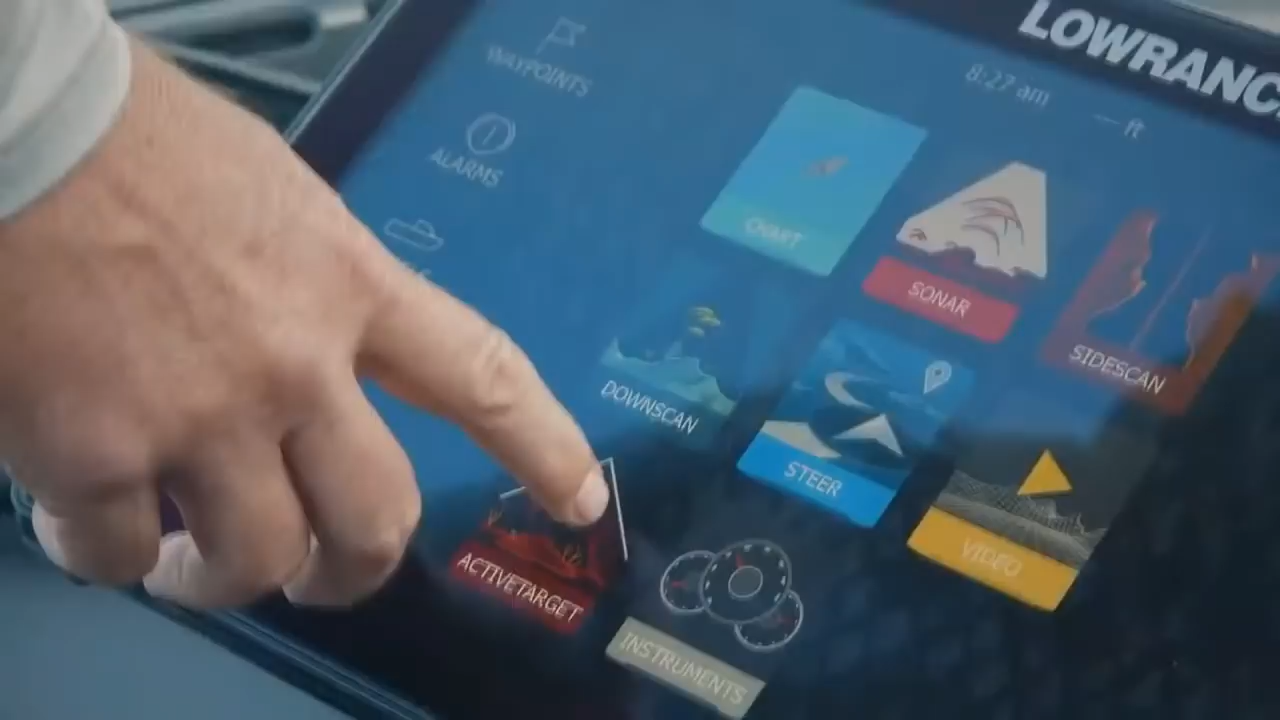 LOWRANC
8:27 am
-- ft
WAYPOINTS
ALARMS
CHART
SONAR
SIDESCAN
DOWNSCAN
STEER
VIDEO
ACTIVETARGET
INSTRUMENTS